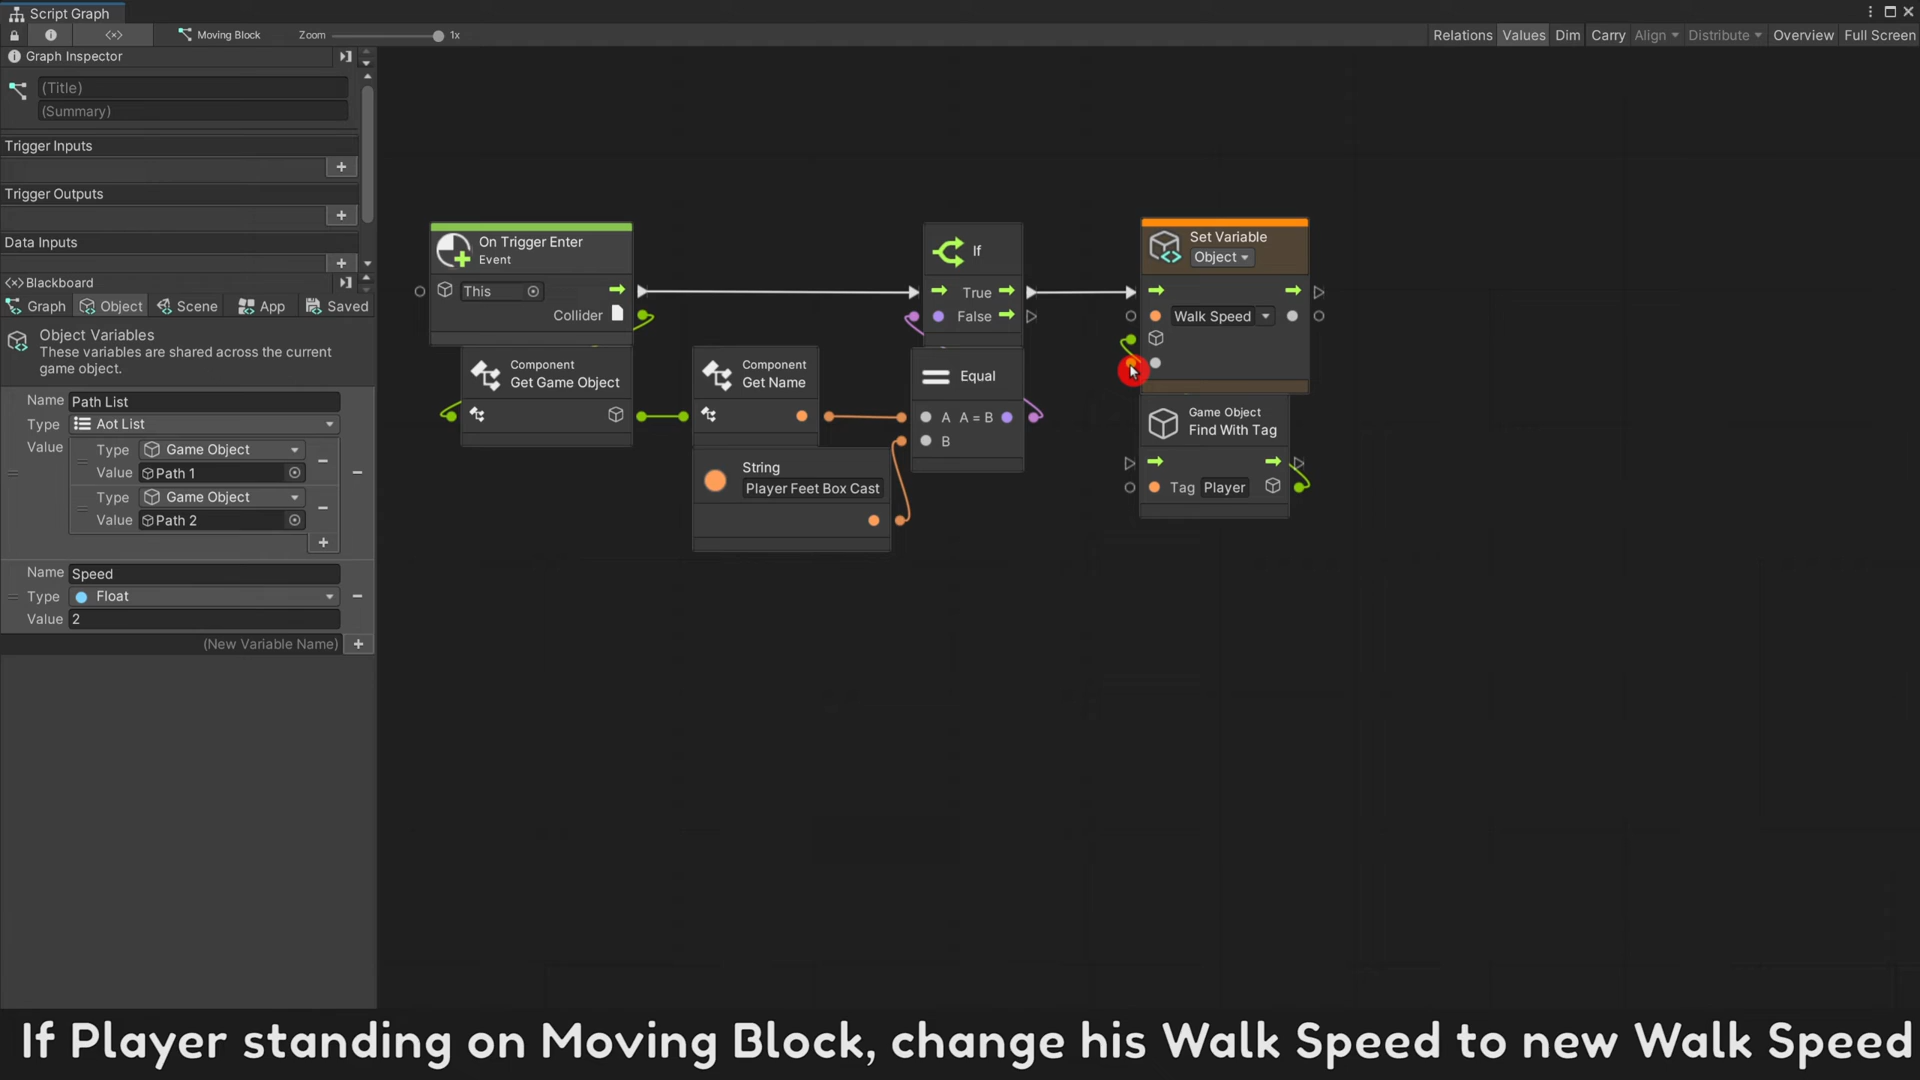 Script Graph
Moving Block
Zoom
1x
Relations
Values
Dim
Carry
Align
Distribute
Overview
Full Screen
Graph Inspector
(Title)
(Summary)
Trigger Inputs
Trigger Outputs
Data Inputs
Blackboard
Graph
Object
Scene
App
Saved
Object Variables
These variables are shared across the current
game object.
Name Path List
Type Aot List
Value
Type Game Object
Value Path 1
Type Game Object
Value Path 2
Name Speed
Type Float
Value 2
(New Variable Name)
On Trigger Enter
Event
This
Collider
Component
Get Game Object
Component
Get Name
String
Player Feet Box Cast
If
True
False
Equal
A A = B
B
Set Variable
Object
Walk Speed
Game Object
Find With Tag
Tag Player
If Player standing on Moving Block, change his Walk Speed to new Walk Speed